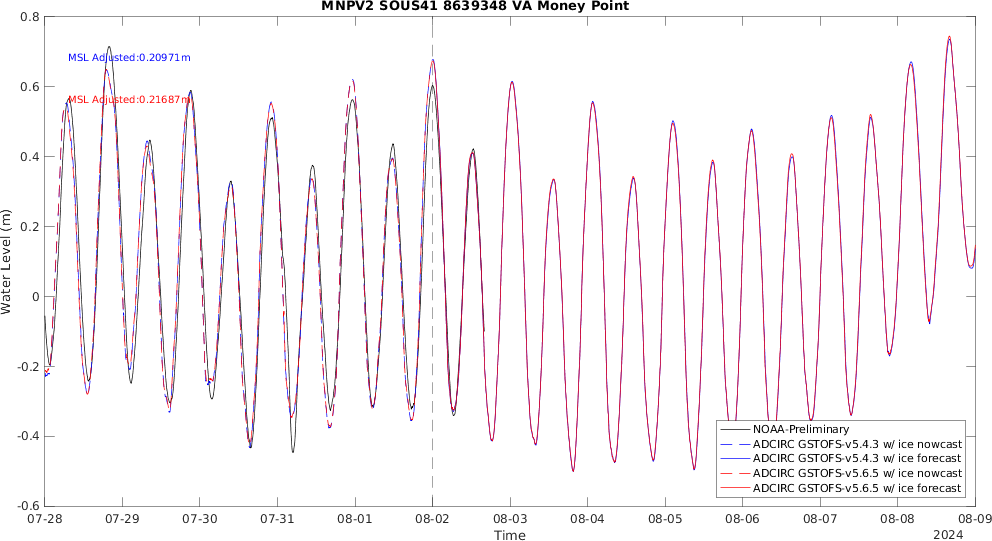 MNPV2 SOUS41 8639348 VA Money Point
0.8
0.6
0.4
0.2
0
-0.2
-0.4
-0.6
Water Level (m)
MSL Adjusted:0.20971m
MSL Adjusted:0.21687m
NOAA-Preliminary
ADCIRC GSTOFS-v5.4.3 w/ ice nowcast
ADCIRC GSTOFS-v5.4.3 w/ ice forecast
ADCIRC GSTOFS-v5.6.5 w/ ice nowcast
ADCIRC GSTOFS-v5.6.5 w/ ice forecast
07-28 07-29 07-30 07-31 08-01 08-02 08-03 08-04 08-05 08-06 08-07 08-08 08-09
Time
2024